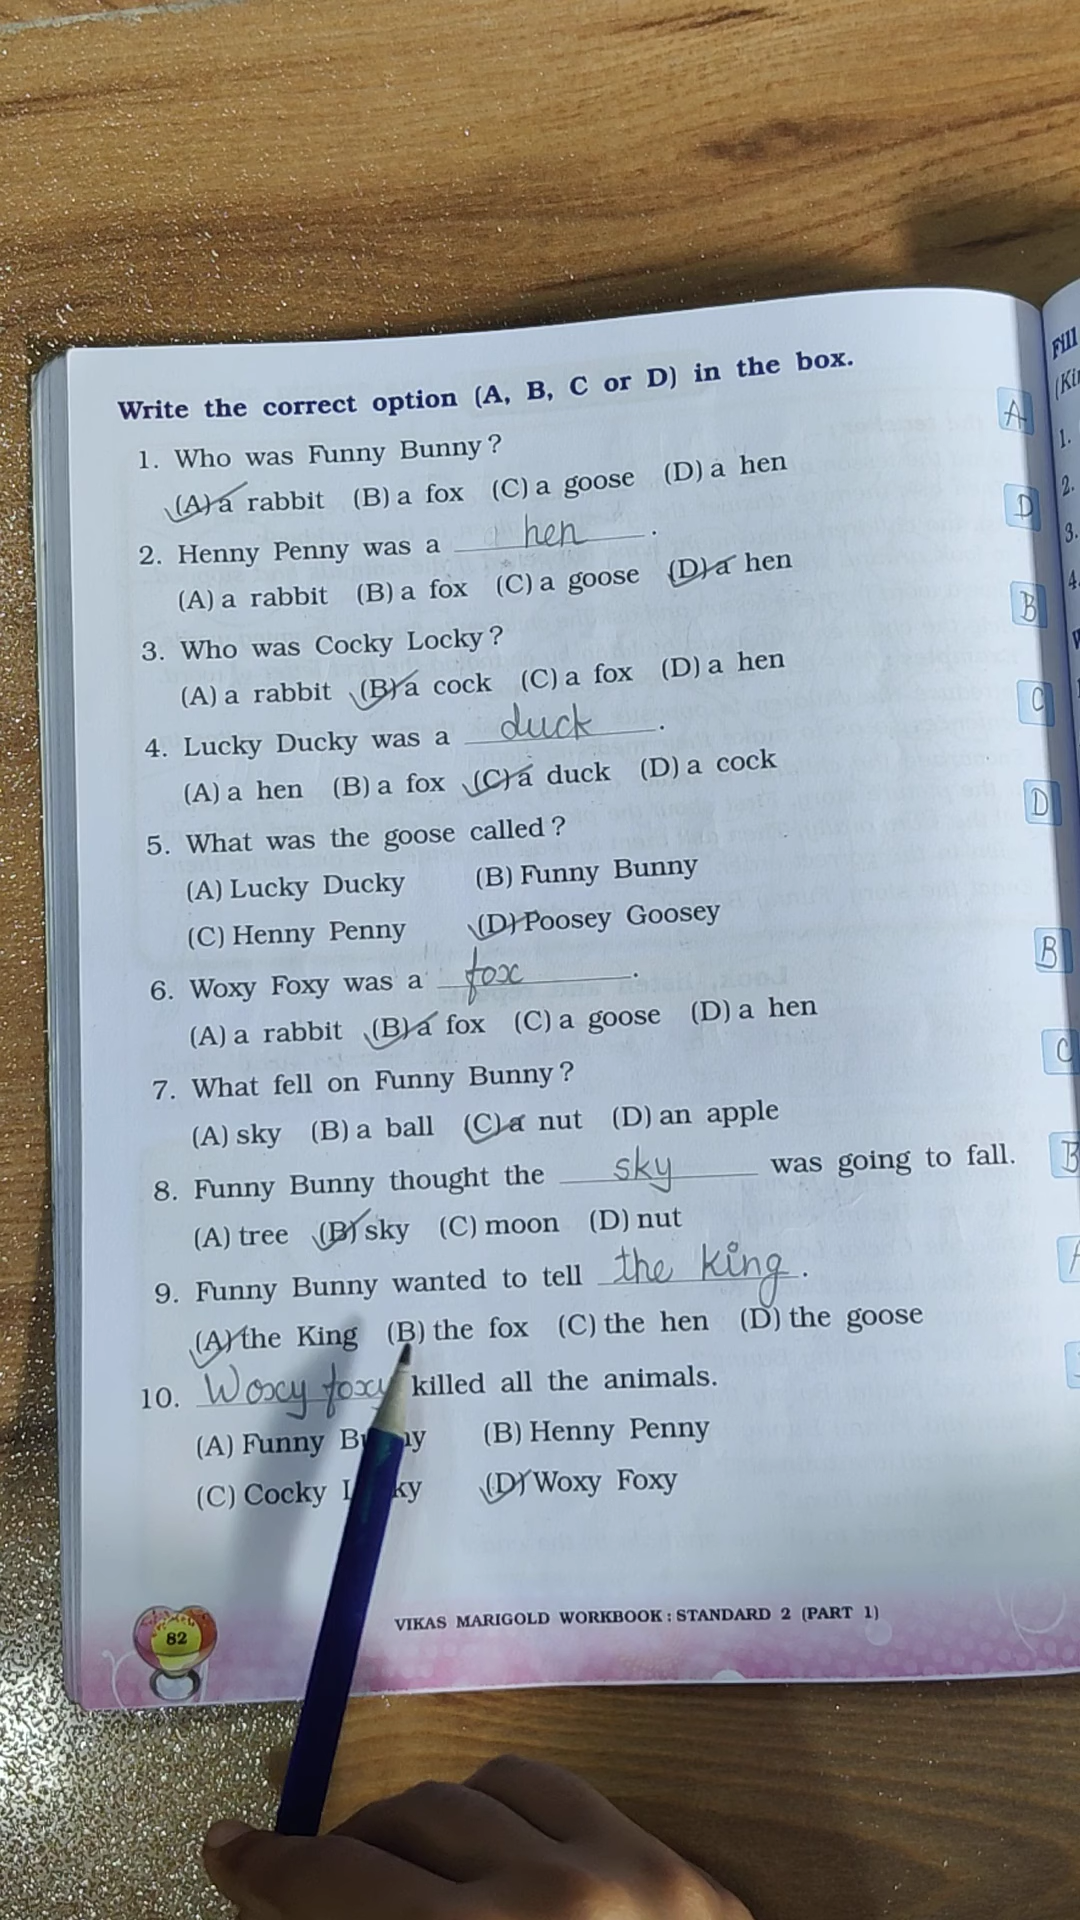 Write the correct option (A, B, C or D) in the box.
1. Who was Funny Bunny? A
(A) a rabbit (B) a fox (C) a goose (D) a hen
2. Henny Penny was a hen. D
(A) a rabbit (B) a fox (C) a goose (D) a hen
3. Who was Cocky Locky? B
(A) a rabbit (B) a cock (C) a fox (D) a hen
4. Lucky Ducky was a duck. C
(A) a hen (B) a fox (C) a duck (D) a cock
5. What was the goose called? D
(A) Lucky Ducky (B) Funny Bunny
(C) Henny Penny (D) Poosey Goosey
6. Woxy Foxy was a fox. B
(A) a rabbit (B) a fox (C) a goose (D) a hen
7. What fell on Funny Bunny? C
(A) sky (B) a ball (C) a nut (D) an apple
8. Funny Bunny thought the sky was going to fall. B
(A) tree (B) sky (C) moon (D) nut
9. Funny Bunny wanted to tell the king.
(A) the King (B) the fox (C) the hen (D) the goose
10. Woxy foxy killed all the animals.
(A) Funny (B) Henny Penny
(C) Cocky (D) Woxy Foxy
82
VIKAS MARIGOLD WORKBOOK : STANDARD 2 (PART 1)
Fill
1.
2.
3.
4.